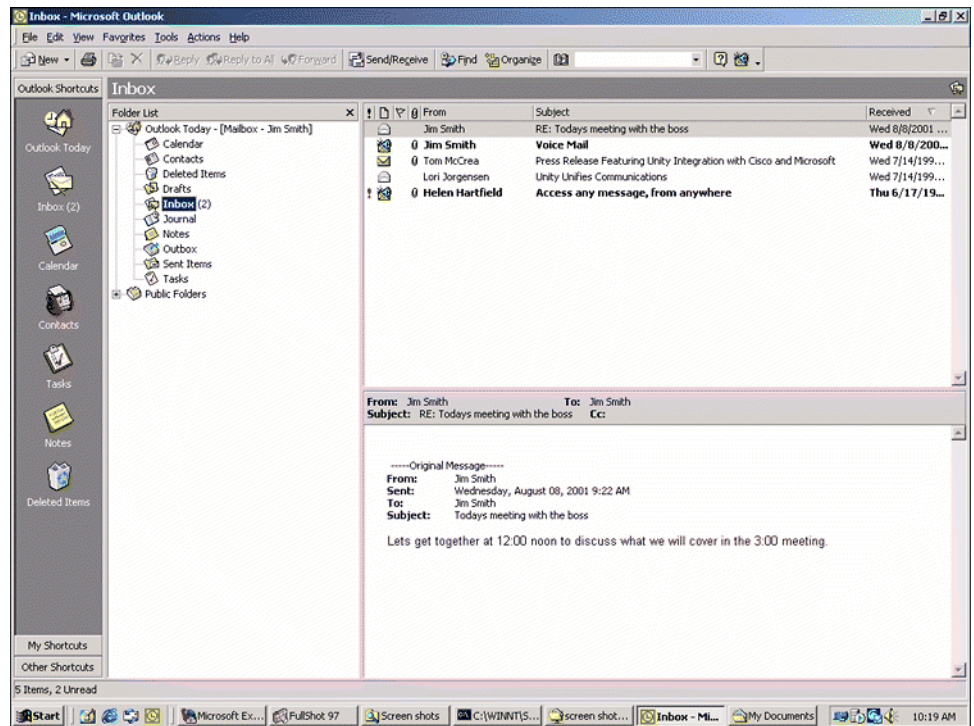 Inbox - Microsoft Outlook
File Edit View Favorites Tools Actions Help
New Reply Reply to All Forward Send/Receive Find Organize
Outlook Shortcuts
Outlook Today
Inbox (2)
Calendar
Contacts
Tasks
Notes
Deleted Items
My Shortcuts
Other Shortcuts
Inbox
Folder List
Outlook Today - [Mailbox - Jim Smith]
Calendar
Contacts
Deleted Items
Drafts
Inbox (2)
Journal
Notes
Outbox
Sent Items
Tasks
Public Folders
From Subject Received
Jim Smith RE: Todays meeting with the boss Wed 8/8/2001 ...
Jim Smith Voice Mail Wed 8/8/200...
Tom McCrea Press Release Featuring Unity Integration with Cisco and Microsoft Wed 7/14/199...
Lori Jorgensen Unity Unifies Communications Wed 7/14/199...
Helen Hartfield Access any message, from anywhere Thu 6/17/19...
From: Jim Smith To: Jim Smith
Subject: RE: Todays meeting with the boss Cc:
-----Original Message-----
From: Jim Smith
Sent: Wednesday, August 08, 2001 9:22 AM
To: Jim Smith
Subject: Todays meeting with the boss
Lets get together at 12:00 noon to discuss what we will cover in the 3:00 meeting.
5 Items, 2 Unread
Start Microsoft Ex... FullShot 97 Screen shots C:\WINNT\S... screen shot... Inbox - Mi... My Documents 10:19 AM